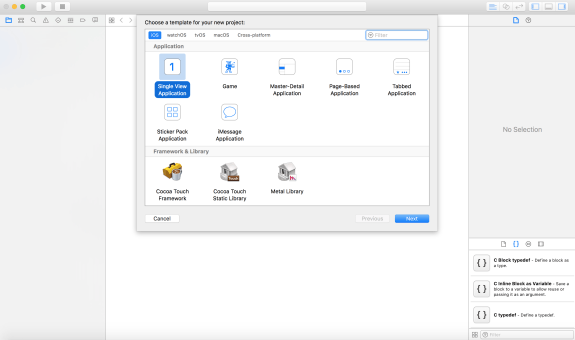 Choose a template for your new project:
iOS watchOS tvOS macOS Cross-platform
Filter
Application
1
Single View
Application
Game
Master-Detail
Application
Page-Based
Application
Tabbed
Application
Sticker Pack
Application
iMessage
Application
Framework & Library
Cocoa Touch
Framework
Cocoa Touch
Static Library
Metal Library
Cancel
Previous
Next
No Selection
{ }
{ } C Block typedef - Define a block as
a type.
{ } C Inline Block as Variable - Save a
block to a variable to allow reuse or
passing it as an argument.
{ } C typedef - Define a typedef.
Filter